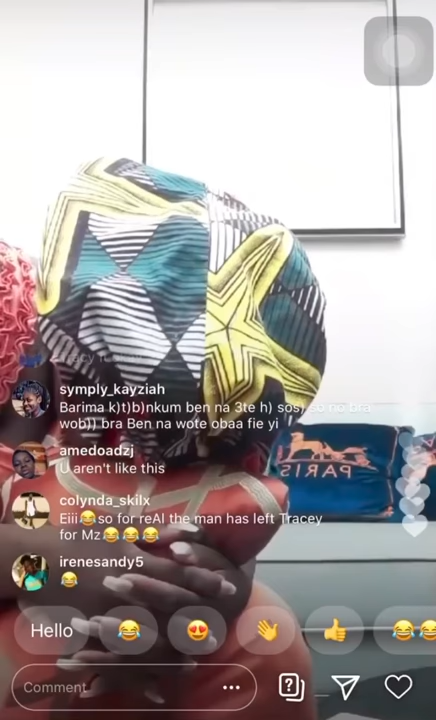 symply_kayziah
Barima k)t)b)nkum ben na 3te h) sos) so no bra
wob)) bra Ben na wote obaa fie yi
amedoadzj
U aren't like this
colynda_skilx
Eiii😂so for reAl the man has left Tracey
for Mz😂😂😂
irenesandy5
😂
PARIS
Hello 😂 😍 👋 👍 😂😂
Comment